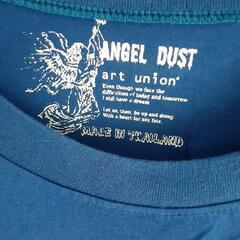 ANGEL DUST
art union
Even though we face the
difficulties of today and tomorrow
I still have a dream
Let us, then, be up and doing
With a heart for any fate.
MADE IN THAILAND